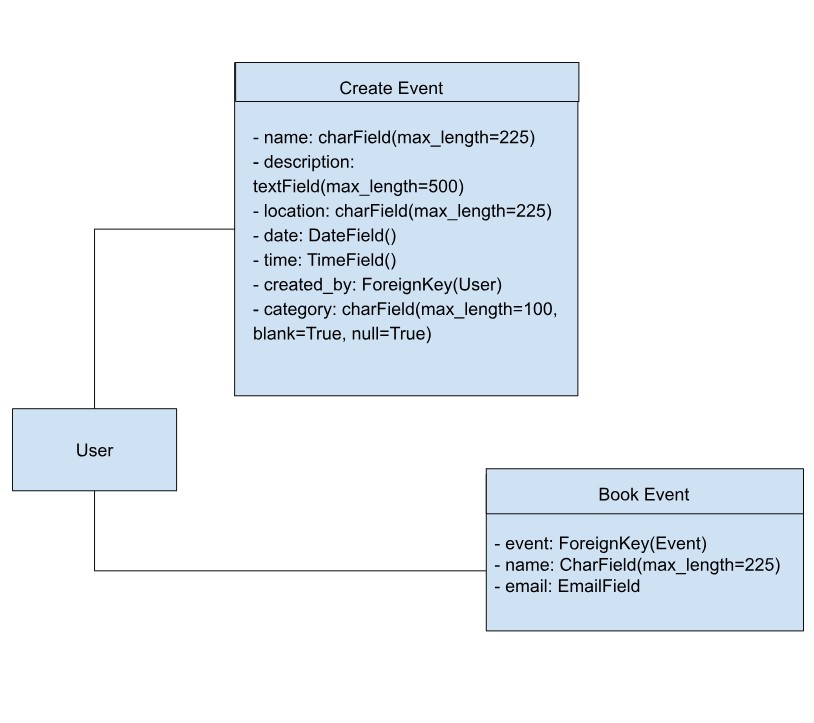 Create Event
- name: charField(max_length=225)
- description:
textField(max_length=500)
- location: charField(max_length=225)
- date: DateField()
- time: TimeField()
- created_by: ForeignKey(User)
- category: charField(max_length=100,
blank=True, null=True)
User
Book Event
- event: ForeignKey(Event)
- name: CharField(max_length=225)
- email: EmailField